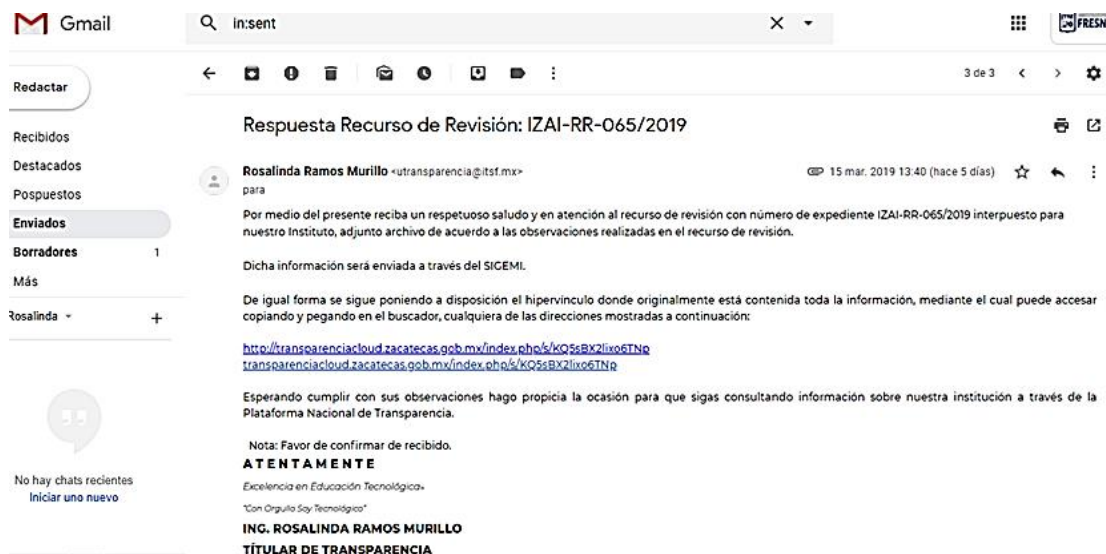 Gmail
in:sent
FRESN
Redactar
3 de 3
Recibidos
Destacados
Pospuestos
Enviados
Borradores 1
Más
Rosalinda
No hay chats recientes
Iniciar uno nuevo
Respuesta Recurso de Revisión: IZAI-RR-065/2019
Rosalinda Ramos Murillo <utransparencia@itsf.mx>
15 mar. 2019 13:40 (hace 5 días)
para
Por medio del presente reciba un respetuoso saludo y en atención al recurso de revisión con número de expediente IZAI-RR-065/2019 interpuesto para
nuestro Instituto, adjunto archivo de acuerdo a las observaciones realizadas en el recurso de revisión.
Dicha información será enviada a través del SIGEMI.
De igual forma se sigue poniendo a disposición el hipervínculo donde originalmente está contenida toda la información, mediante el cual puede accesar
copiando y pegando en el buscador, cualquiera de las direcciones mostradas a continuación:
http://transparenciacloud.zacatecas.gob.mx/index.php/s/KQ5sBX2lixo6TNp
transparenciacloud.zacatecas.gob.mx/index.php/s/KQ5sBX2lixo6TNp
Esperando cumplir con sus observaciones hago propicia la ocasión para que sigas consultando información sobre nuestra institución a través de la
Plataforma Nacional de Transparencia.
Nota: Favor de confirmar de recibido.
ATENTAMENTE
Excelencia en Educación Tecnológica®
"Con Orgullo Soy Tecnológico"
ING. ROSALINDA RAMOS MURILLO
TÍTULAR DE TRANSPARENCIA